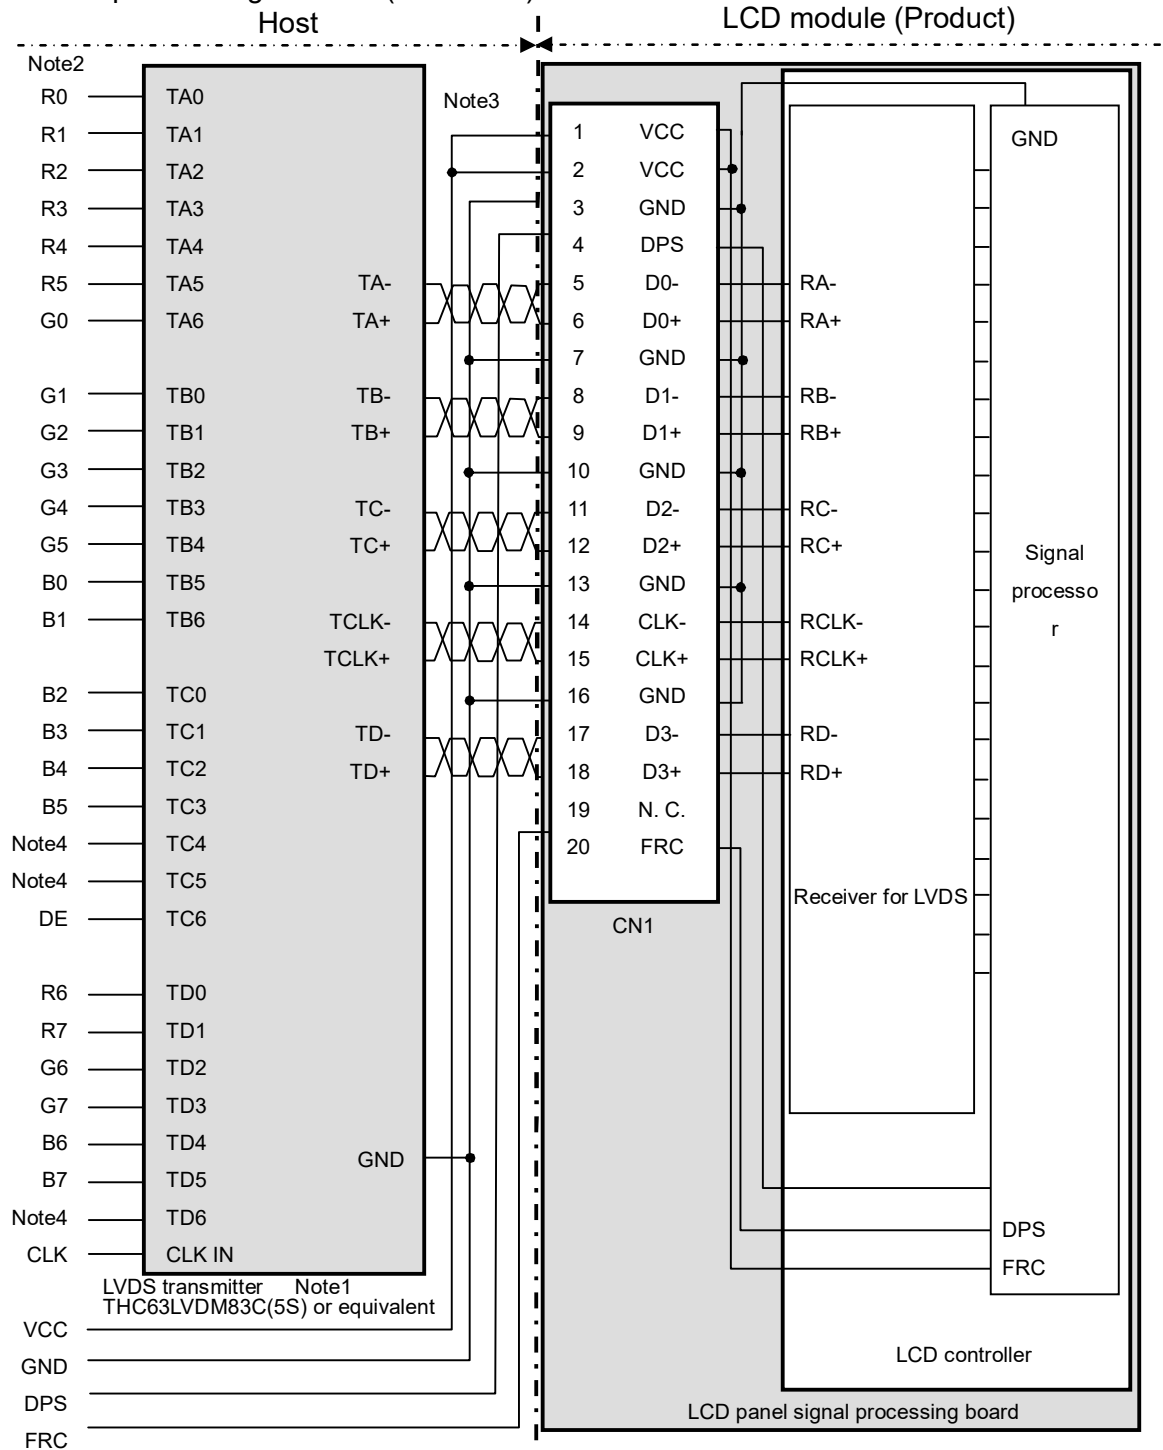 Host
LCD module (Product)
Note2
R0 TA0
R1 TA1
R2 TA2
R3 TA3
R4 TA4
R5 TA5 TA-
G0 TA6 TA+
G1 TB0 TB-
G2 TB1 TB+
G3 TB2
G4 TB3 TC-
G5 TB4 TC+
B0 TB5
B1 TB6 TCLK-
TCLK+
B2 TC0
B3 TC1 TD-
B4 TC2 TD+
B5 TC3
Note4 TC4
Note4 TC5
DE TC6
R6 TD0
R7 TD1
G6 TD2
G7 TD3
B6 TD4
GND
B7 TD5
Note4 TD6
CLK CLK IN
LVDS transmitter Note1
THC63LVDM83C(5S) or equivalent
VCC
GND
DPS
FRC
Note3
1 VCC
2 VCC
3 GND
4 DPS
5 D0- RA-
6 D0+ RA+
7 GND
8 D1- RB-
9 D1+ RB+
10 GND
11 D2- RC-
12 D2+ RC+
13 GND
14 CLK- RCLK-
15 CLK+ RCLK+
16 GND
17 D3- RD-
18 D3+ RD+
19 N. C.
20 FRC
CN1
Receiver for LVDS
GND
Signal
processo
r
DPS
FRC
LCD controller
LCD panel signal processing board